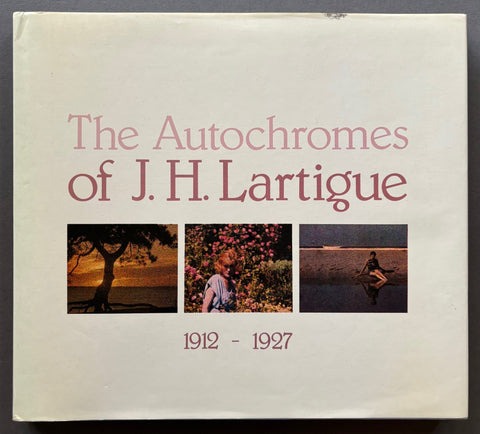 The Autochromes
of J. H. Lartigue
1912 - 1927